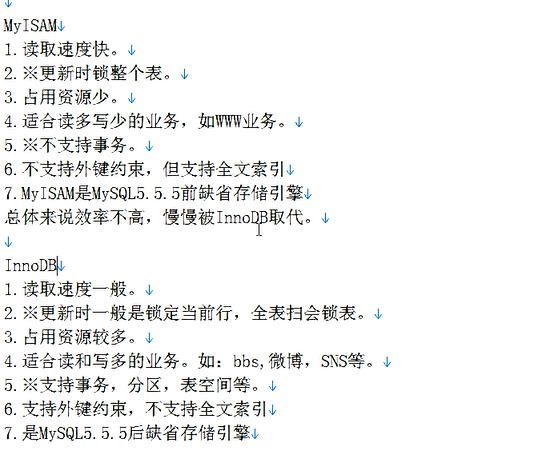 MyISAM
1.读取速度快。
2.※更新时锁整个表。
3.占用资源少。
4.适合读多写少的业务，如WWW业务。
5.※不支持事务。
6.不支持外键约束，但支持全文索引
7.MyISAM是MySQL5.5.5前缺省存储引擎
总体来说效率不高，慢慢被InnoDB取代。
InnoDB
1.读取速度一般。
2.※更新时一般是锁定当前行，全表扫会锁表。
3.占用资源较多。
4.适合读和写多的业务。如：bbs,微博，SNS等。
5.※支持事务，分区，表空间等。
6.支持外键约束，不支持全文索引
7.是MySQL5.5.5后缺省存储引擎